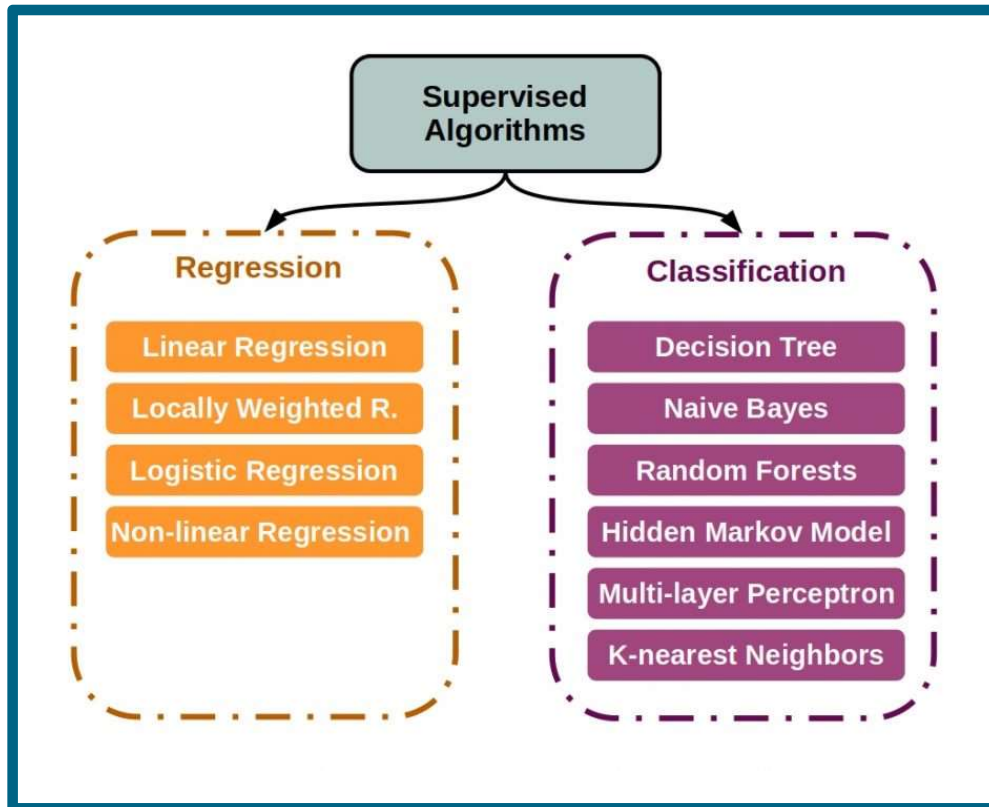 Supervised
Algorithms
Regression
Linear Regression
Locally Weighted R.
Logistic Regression
Non-linear Regression
Classification
Decision Tree
Naive Bayes
Random Forests
Hidden Markov Model
Multi-layer Perceptron
K-nearest Neighbors